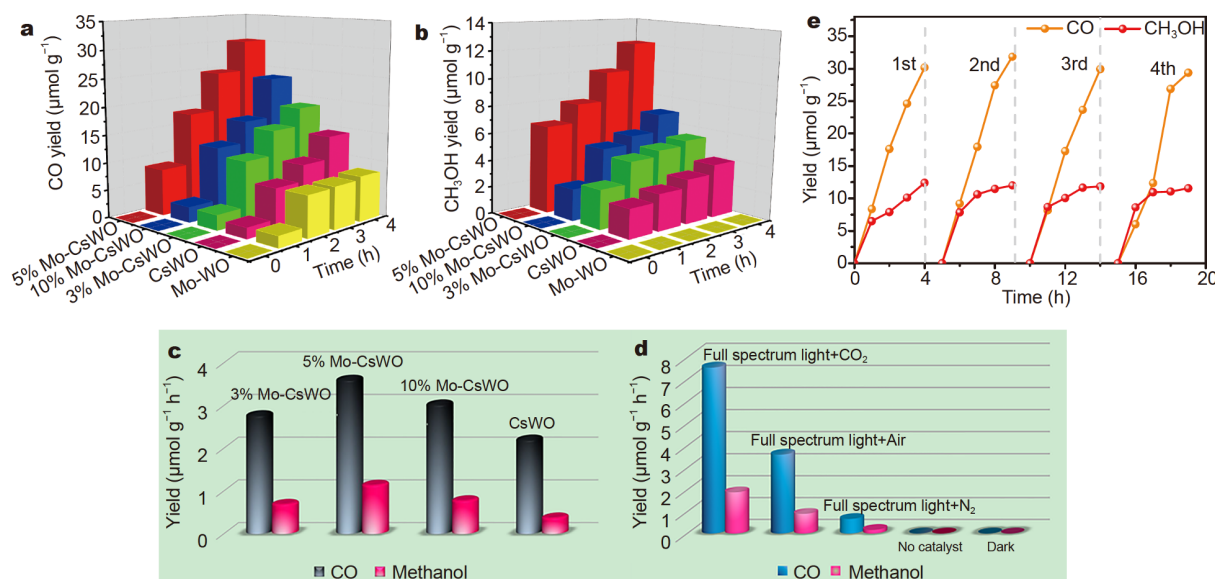 a
CO yield (μmol g⁻¹)
35
30
25
20
15
10
5
0
5% Mo-CsWO
10% Mo-CsWO
3% Mo-CsWO
CsWO
Mo-WO
0
1
2
3
4
Time (h)
b
CH₃OH yield (μmol g⁻¹)
14
12
10
8
6
4
2
0
5% Mo-CsWO
10% Mo-CsWO
3% Mo-CsWO
CsWO
Mo-WO
0
1
2
3
4
Time (h)
e
CO CH₃OH
Yield (μmol g⁻¹)
35
30
25
20
15
10
5
0
1st 2nd 3rd 4th
0 4 8 12 16 20
Time (h)
c
Yield (μmol g⁻¹ h⁻¹)
4
3
2
1
0
3% Mo-CsWO
5% Mo-CsWO
10% Mo-CsWO
CsWO
CO Methanol
d
Yield (μmol g⁻¹ h⁻¹)
8
7
6
5
4
3
2
1
0
Full spectrum light+CO₂
Full spectrum light+Air
Full spectrum light+N₂
No catalyst Dark
CO Methanol